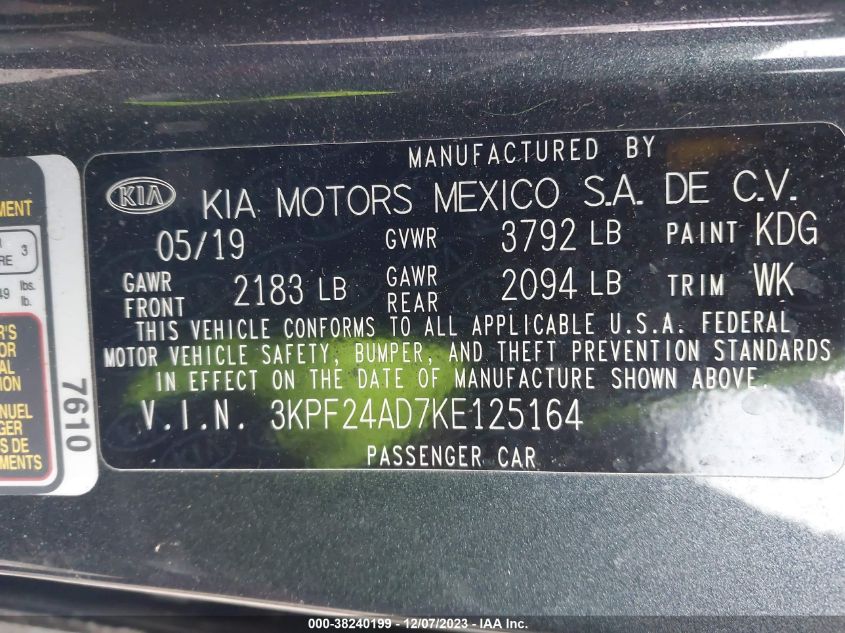 MANUFACTURED BY
KIA KIA MOTORS MEXICO S.A. DE C.V.
05/19 GVWR 3792 LB PAINT KDG
GAWR FRONT 2183 LB GAWR REAR 2094 LB TRIM WK
THIS VEHICLE CONFORMS TO ALL APPLICABLE U.S.A. FEDERAL
MOTOR VEHICLE SAFETY, BUMPER, AND THEFT PREVENTION STANDARDS
IN EFFECT ON THE DATE OF MANUFACTURE SHOWN ABOVE.
V.I.N. 3KPF24AD7KE125164
PASSENGER CAR
3
lbs.
lb.
7610
000-38240199 - 12/07/2023 - IAA Inc.